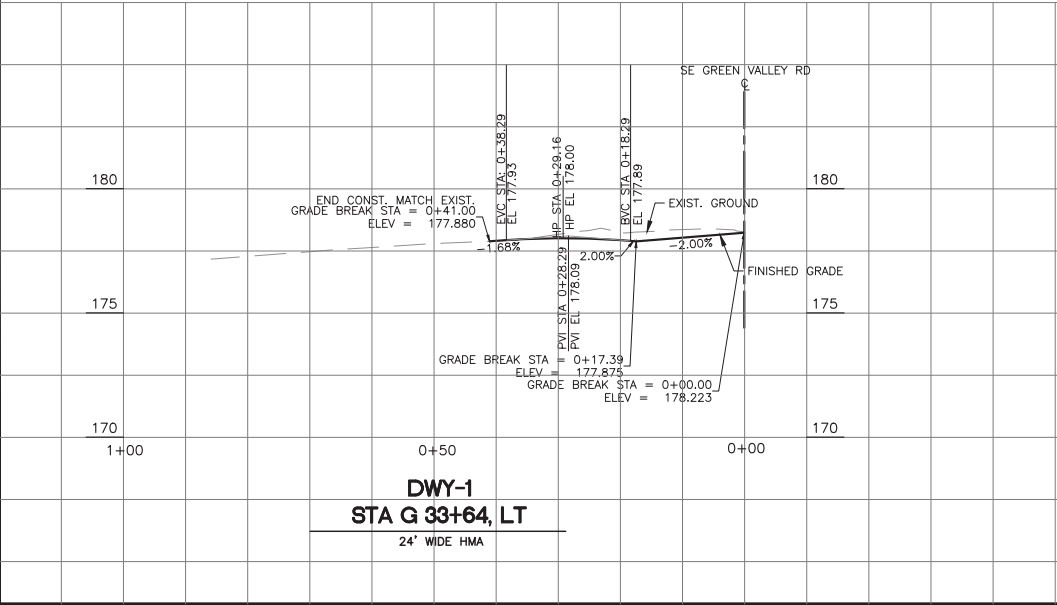 SE GREEN VALLEY RD
℄
180
180
END CONST. MATCH EXIST.
GRADE BREAK STA = 0+41.00
ELEV = 177.880
EVC STA: 0+38.29
EL 177.93
HP STA 0+29.16
HP EL 178.00
BVC STA 0+18.29
EL 177.89
EXIST. GROUND
-1.68%
2.00%
-2.00%
FINISHED GRADE
PVI STA 0+28.29
PVI EL 178.09
175
175
GRADE BREAK STA = 0+17.39
ELEV = 177.875
GRADE BREAK STA = 0+00.00
ELEV = 178.223
170
170
1+00
0+50
0+00
DWY-1
STA G 33+64, LT
24' WIDE HMA